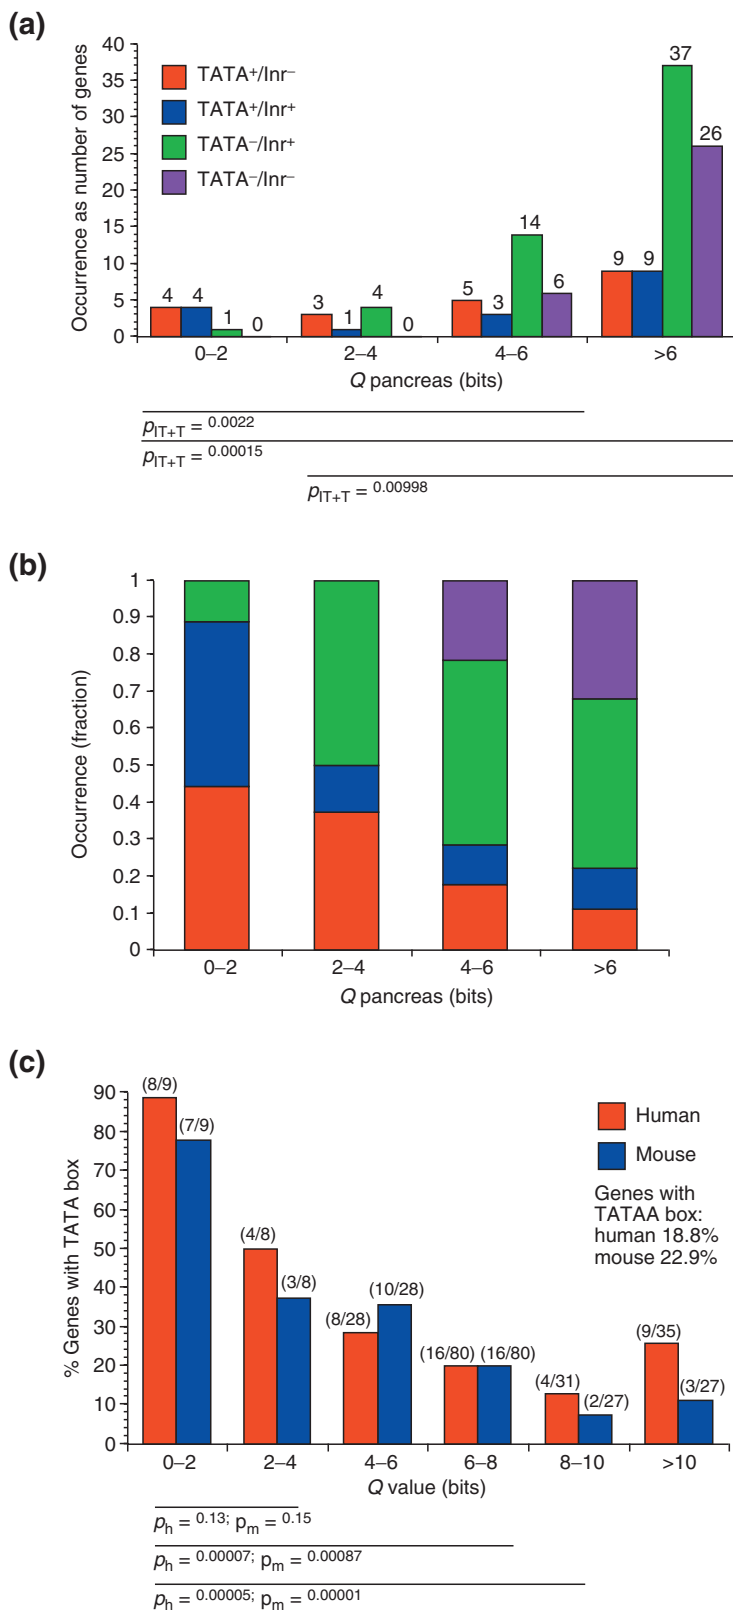 (a)
Occurrence as number of genes
40
35
30
25
20
15
10
5
0
TATA⁺/Inr⁻
TATA⁺/Inr⁺
TATA⁻/Inr⁺
TATA⁻/Inr⁻
4 4 1 0
3 1 4 0
5 3 14 6
9 9 37 26
0–2 2–4 4–6 >6
Q pancreas (bits)
pIT+T = 0.0022
pIT+T = 0.00015
pIT+T = 0.00998
(b)
Occurrence (fraction)
1
0.9
0.8
0.7
0.6
0.5
0.4
0.3
0.2
0.1
0
0–2 2–4 4–6 >6
Q pancreas (bits)
(c)
% Genes with TATA box
90
80
70
60
50
40
30
20
10
0
(8/9) (7/9)
(4/8) (3/8)
(8/28) (10/28)
(16/80) (16/80)
(4/31) (2/27)
(9/35) (3/27)
Human
Mouse
Genes with
TATAA box:
human 18.8%
mouse 22.9%
0–2 2–4 4–6 6–8 8–10 >10
Q value (bits)
ph = 0.13; pm = 0.15
ph = 0.00007; pm = 0.00087
ph = 0.00005; pm = 0.00001